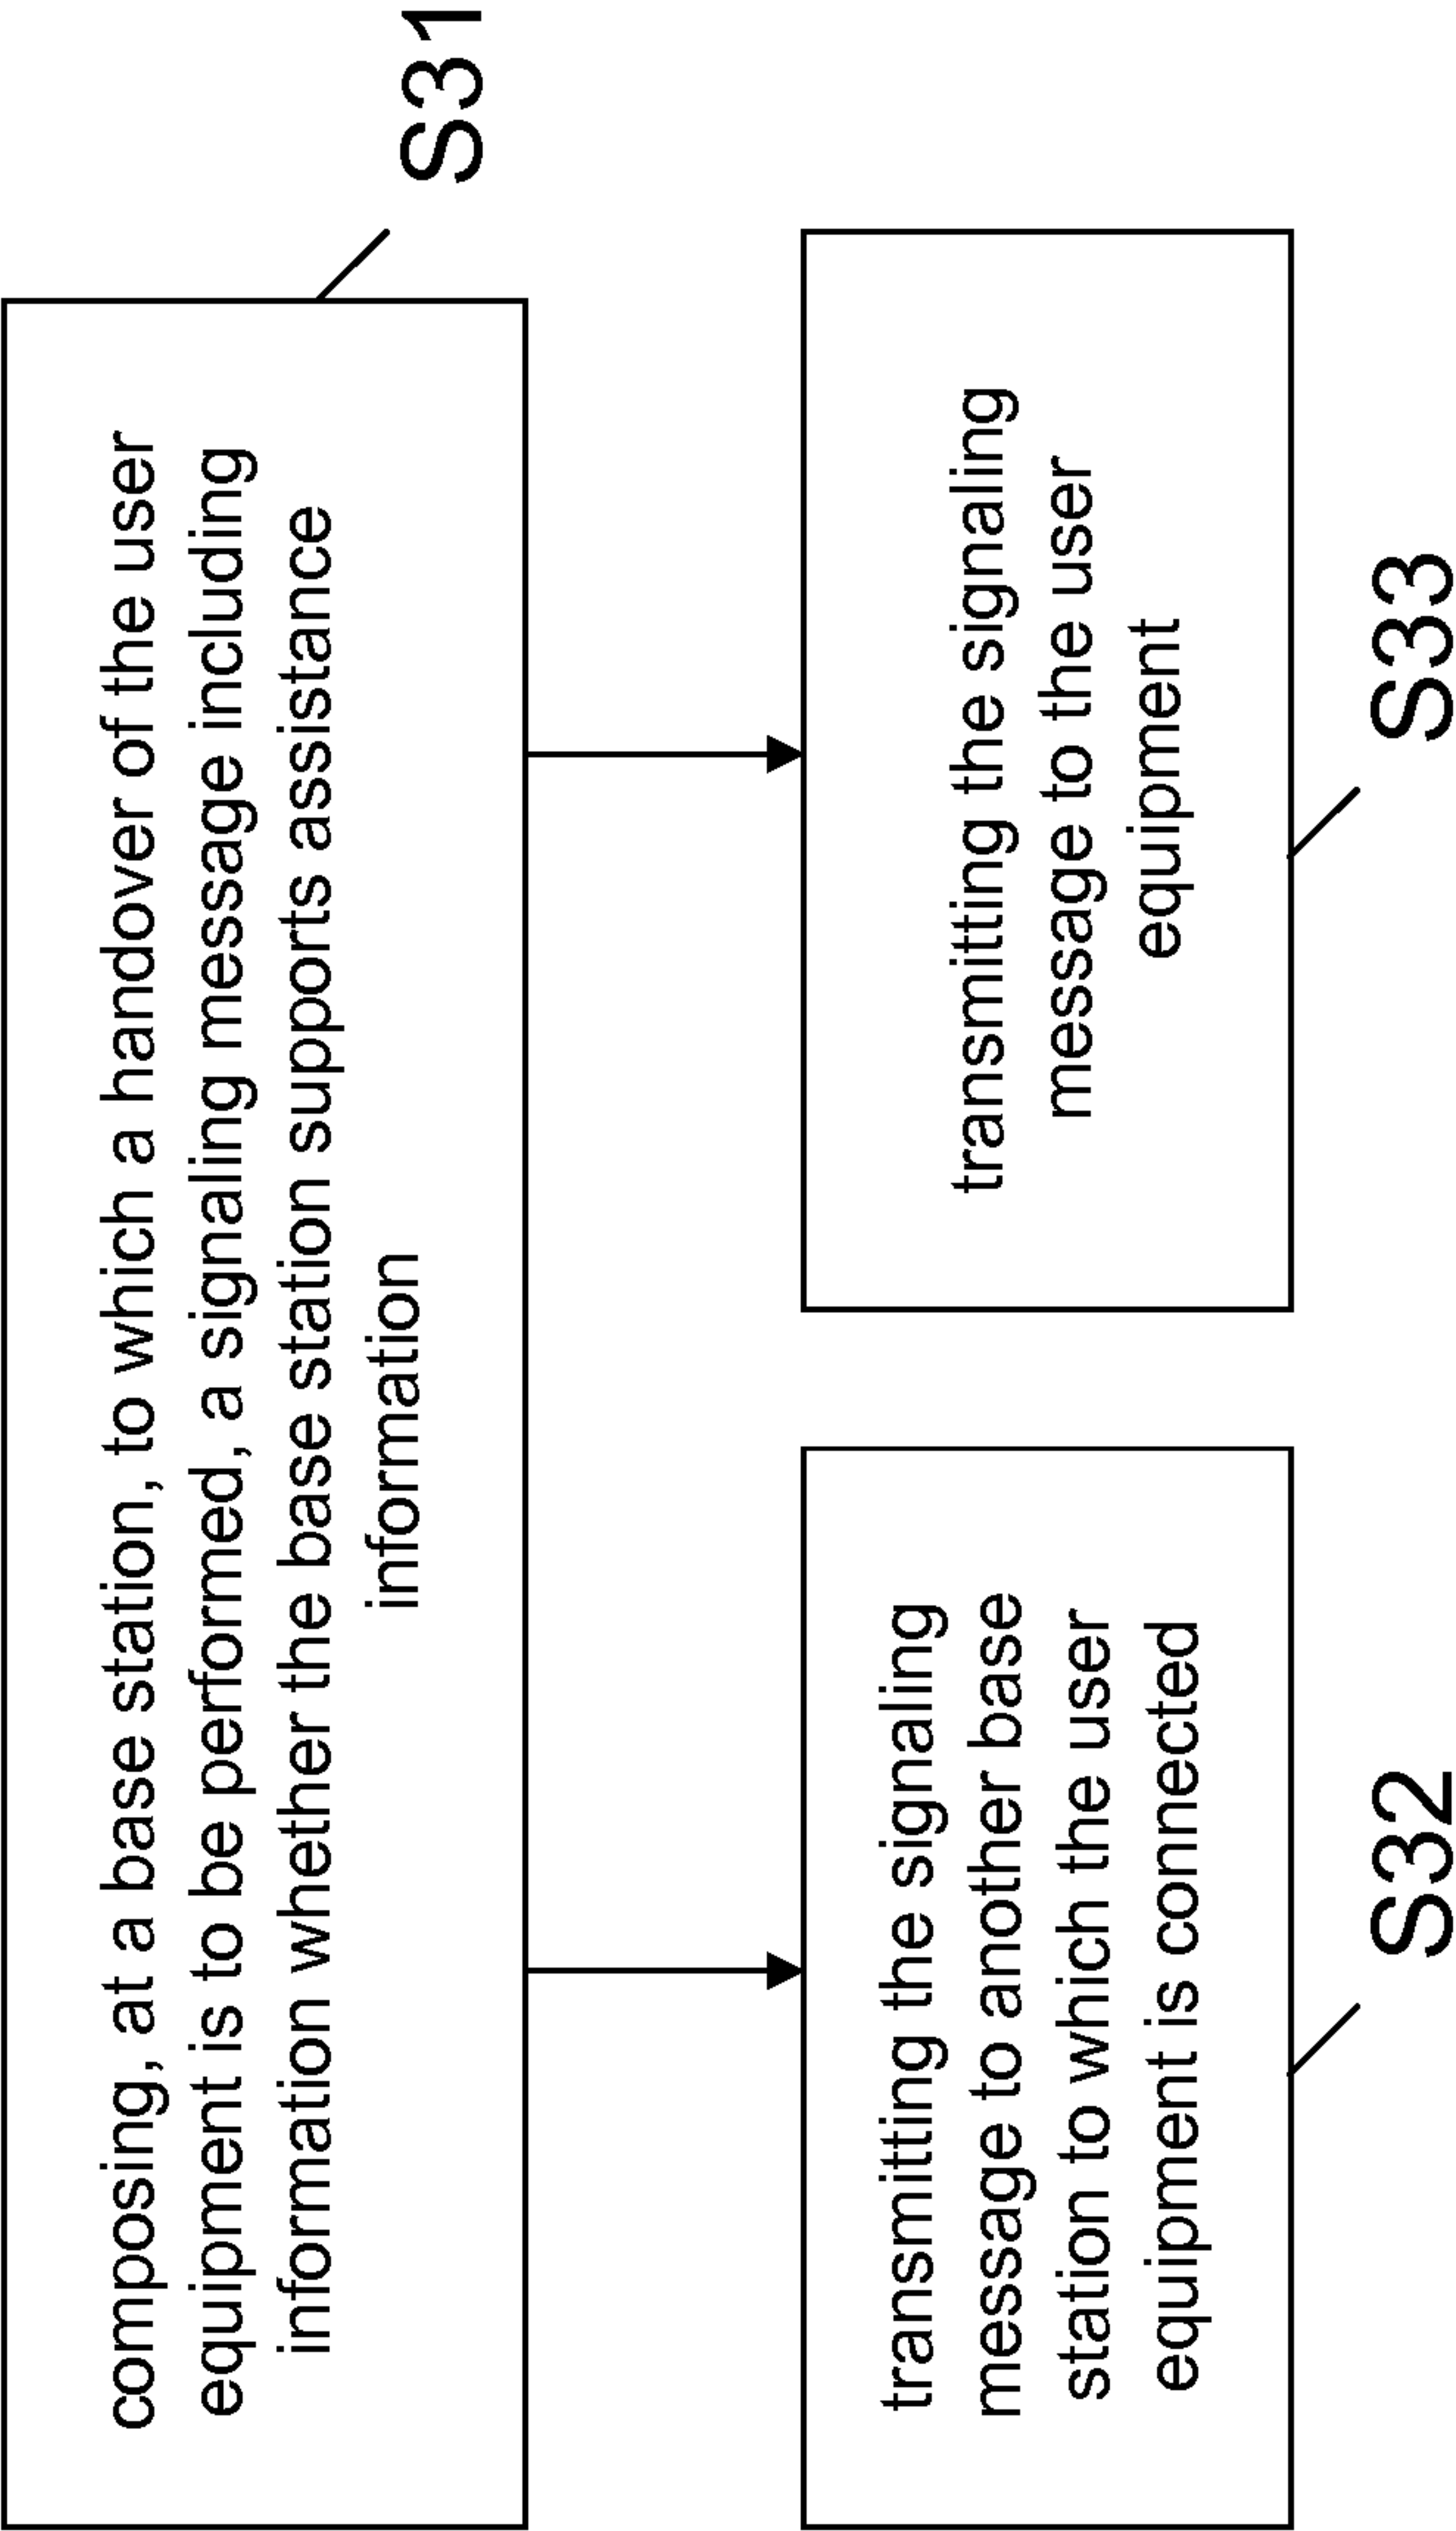 composing, at a base station, to which a handover of the user
equipment is to be performed, a signaling message including
information whether the base station supports assistance
information
S31
transmitting the signaling
message to another base
station to which the user
equipment is connected
S32
transmitting the signaling
message to the user
equipment
S33